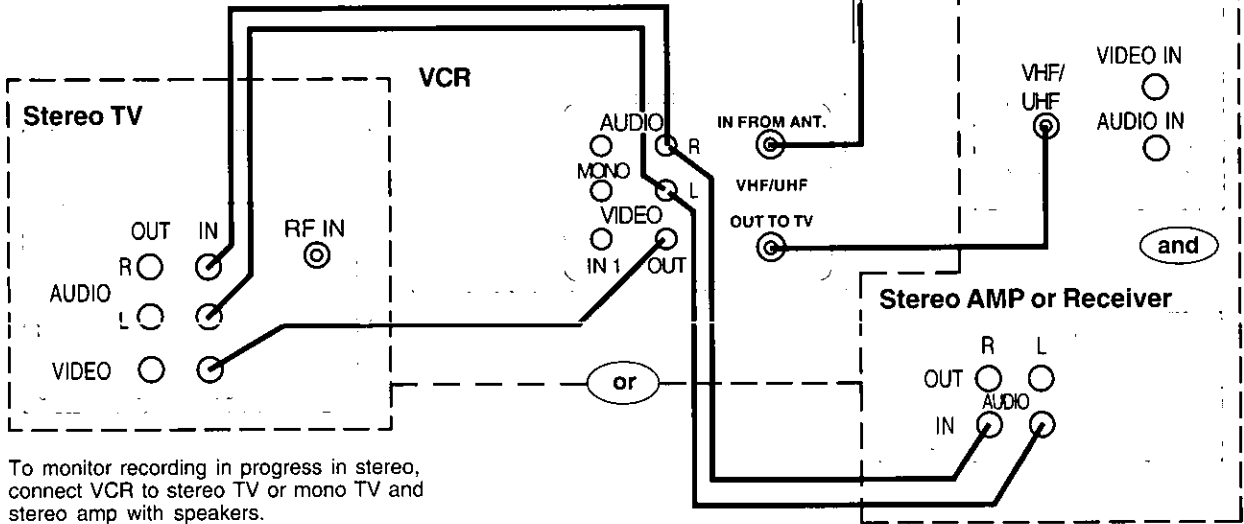 VCR
Stereo TV
OUT IN RF IN
R
AUDIO
L
VIDEO
AUDIO
R
MONO
L
VIDEO
IN 1 OUT
IN FROM ANT.
VHF/UHF
OUT TO TV
VHF/
UHF
VIDEO IN
AUDIO IN
and
or
Stereo AMP or Receiver
R L
OUT
AUDIO
IN
To monitor recording in progress in stereo,
connect VCR to stereo TV or mono TV and
stereo amp with speakers.